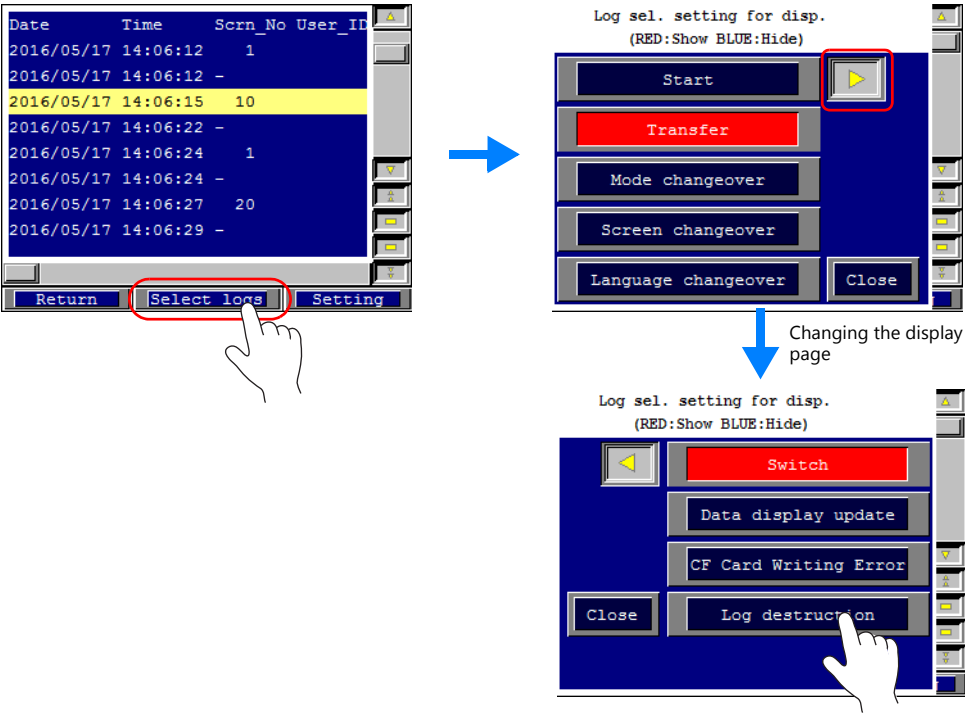 Date Time Scrn_No User_ID
2016/05/17 14:06:12 1
2016/05/17 14:06:12 –
2016/05/17 14:06:15 10
2016/05/17 14:06:22 –
2016/05/17 14:06:24 1
2016/05/17 14:06:24 –
2016/05/17 14:06:27 20
2016/05/17 14:06:29 –
Return Select logs Setting
Log sel. setting for disp.
(RED:Show BLUE:Hide)
Start
Transfer
Mode changeover
Screen changeover
Language changeover Close
Changing the display
page
Log sel. setting for disp.
(RED:Show BLUE:Hide)
Switch
Data display update
CF Card Writing Error
Close Log destruction